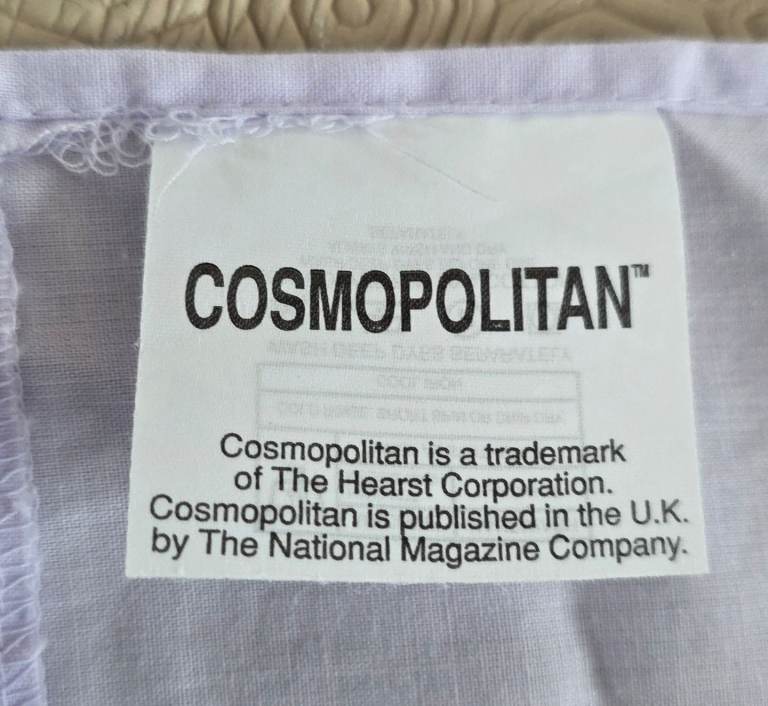 COSMOPOLITAN™
Cosmopolitan is a trademark
of The Hearst Corporation.
Cosmopolitan is published in the U.K.
by The National Magazine Company.